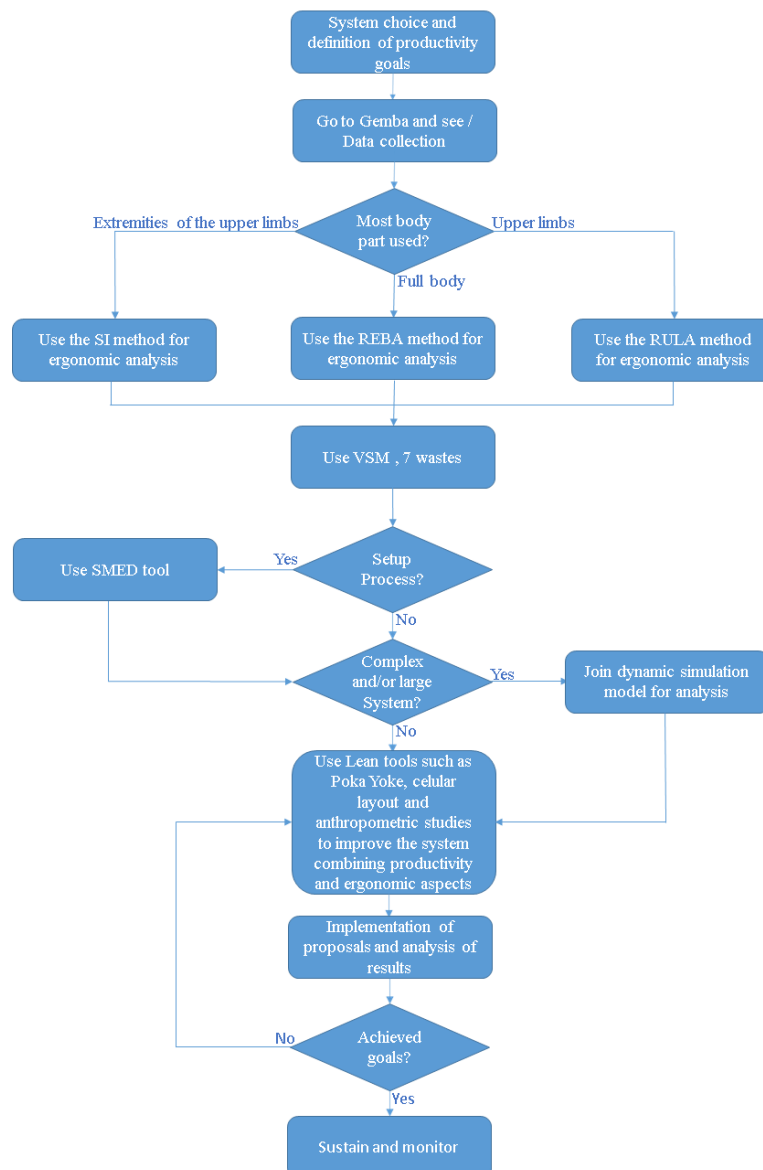 System choice and
definition of productivity
goals
Go to Gemba and see /
Data collection
Extremities of the upper limbs
Most body
part used?
Upper limbs
Full body
Use the SI method for
ergonomic analysis
Use the REBA method for
ergonomic analysis
Use the RULA method
for ergonomic analysis
Use VSM , 7 wastes
Use SMED tool
Yes
Setup
Process?
No
Complex
and/or large
System?
Yes
Join dynamic simulation
model for analysis
No
Use Lean tools such as
Poka Yoke, celular
layout and
anthropometric studies
to improve the system
combining productivity
and ergonomic aspects
Implementation of
proposals and analysis of
results
No
Achieved
goals?
Yes
Sustain and monitor